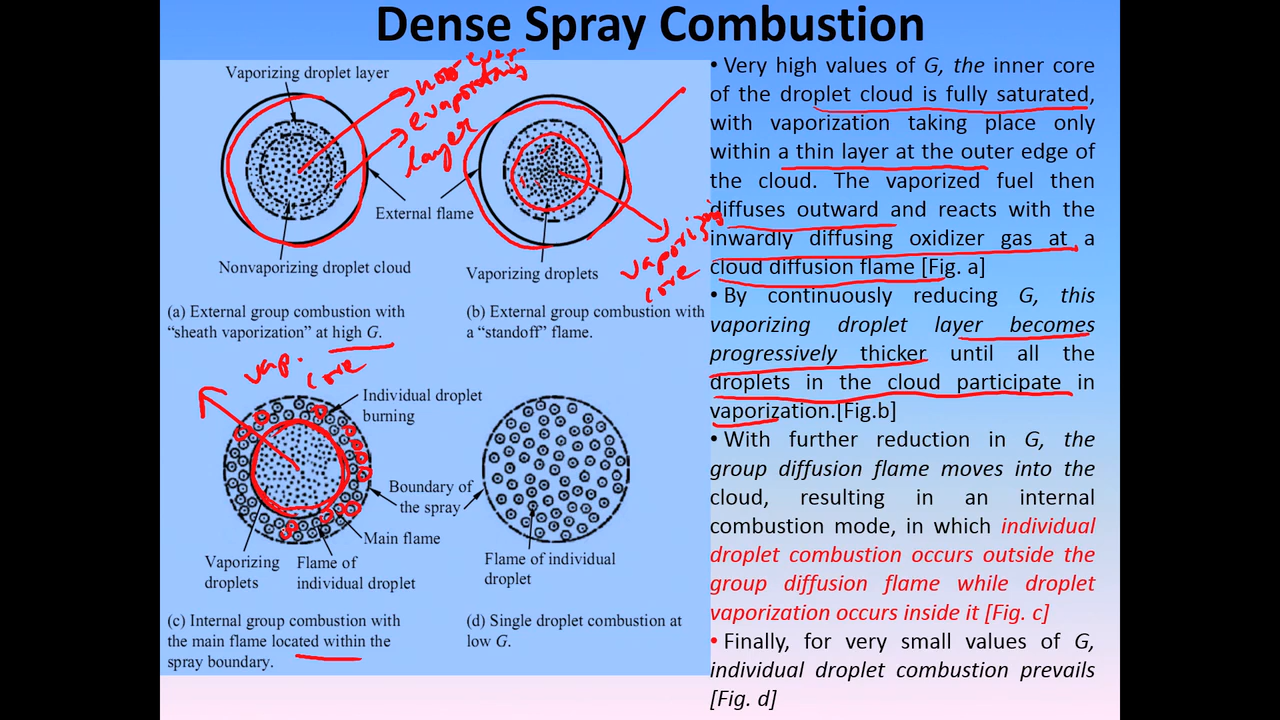 Dense Spray Combustion
Vaporizing droplet layer
External flame
Nonvaporizing droplet cloud
Vaporizing droplets
(a) External group combustion with
“sheath vaporization” at high G.
(b) External group combustion with
a “standoff” flame.
evaporating
layer
vaporizing
core
vap.
core
Individual droplet
burning
Boundary of
the spray
Main flame
Vaporizing
droplets
Flame of
individual droplet
Flame of individual
droplet
(c) Internal group combustion with
the main flame located within the
spray boundary.
(d) Single droplet combustion at
low G.
• Very high values of G, the inner core
of the droplet cloud is fully saturated,
with vaporization taking place only
within a thin layer at the outer edge of
the cloud. The vaporized fuel then
diffuses outward and reacts with the
inwardly diffusing oxidizer gas at a
cloud diffusion flame [Fig. a]
• By continuously reducing G, this
vaporizing droplet layer becomes
progressively thicker until all the
droplets in the cloud participate in
vaporization.[Fig.b]
• With further reduction in G, the
group diffusion flame moves into the
cloud, resulting in an internal
combustion mode, in which individual
droplet combustion occurs outside the
group diffusion flame while droplet
vaporization occurs inside it [Fig. c]
• Finally, for very small values of G,
individual droplet combustion prevails
[Fig. d]